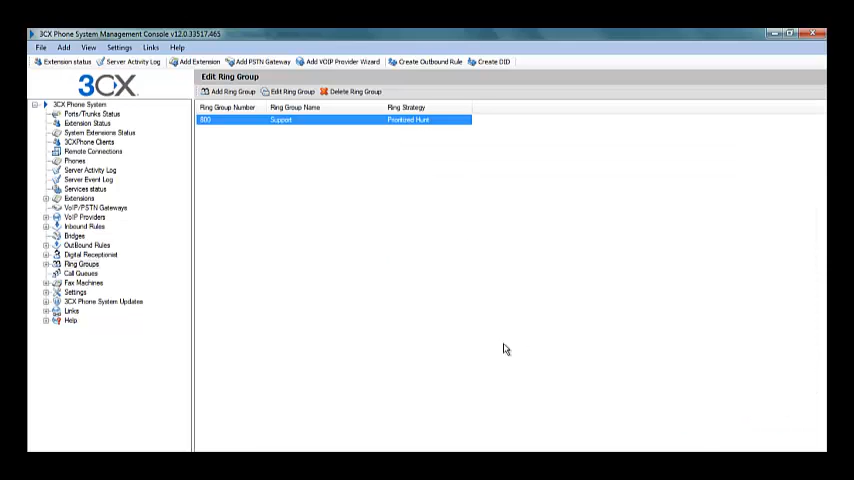 3CX Phone System Management Console v12.0.33517.465
File Add View Settings Links Help
Extension status Server Activity Log Add Extension Add PSTN Gateway Add VOIP Provider Wizard Create Outbound Rule Create DID
3CX
Edit Ring Group
Add Ring Group Edit Ring Group Delete Ring Group
Ring Group Number Ring Group Name Ring Strategy
800 Support Prioritized Hunt
3CX Phone System
Ports/Trunks Status
Extension Status
System Extensions Status
3CXPhone Clients
Remote Connections
Phones
Server Activity Log
Server Event Log
Services status
Extensions
VoIP/PSTN Gateways
VoIP Providers
Inbound Rules
Bridges
OutBound Rules
Digital Receptionist
Ring Groups
Call Queues
Fax Machines
Settings
3CX Phone System Updates
Links
Help